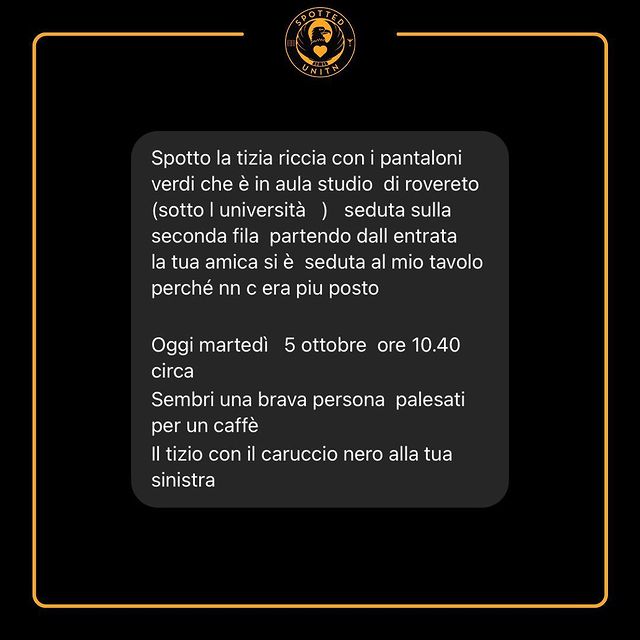 SPOTTED
UNITN
Spotto la tizia riccia con i pantaloni
verdi che è in aula studio  di rovereto
(sotto l università   )   seduta sulla
seconda fila  partendo dall entrata
la tua amica si è  seduta al mio tavolo
perché nn c era piu posto
Oggi martedì   5 ottobre  ore 10.40
circa
Sembri una brava persona  palesati
per un caffè
Il tizio con il caruccio nero alla tua
sinistra